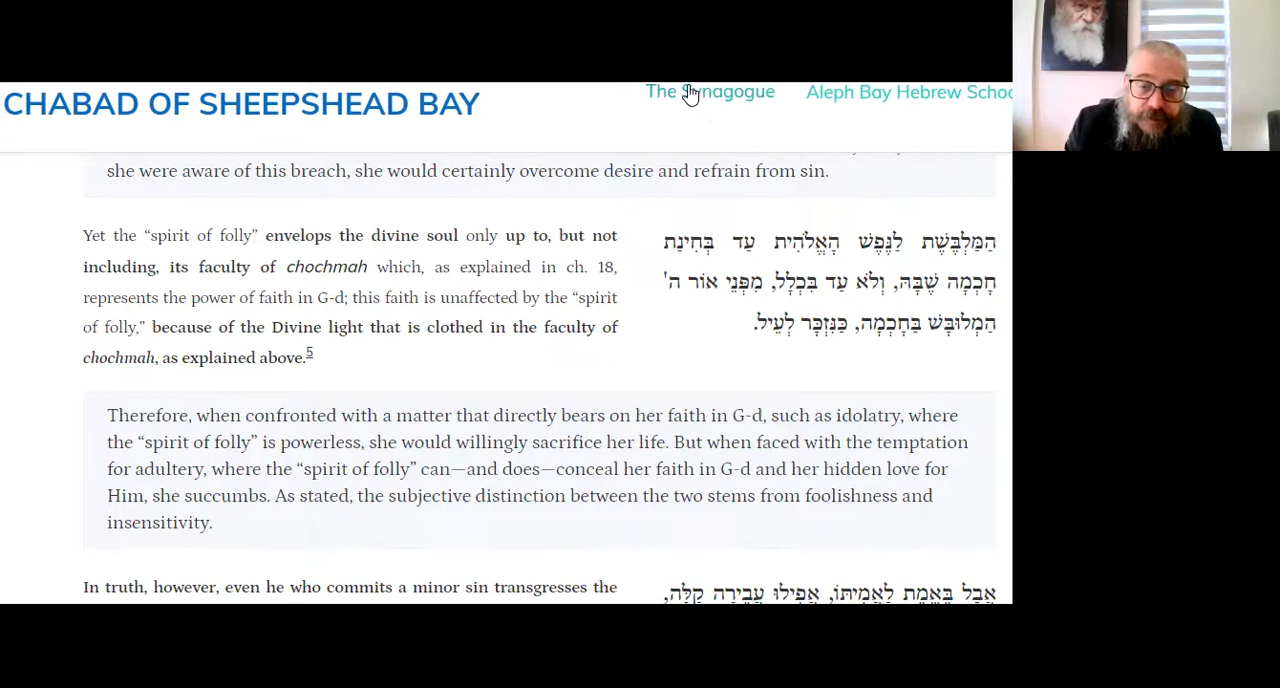 CHABAD OF SHEEPSHEAD BAY
The Synagogue
Aleph Bay Hebrew Schoo
she were aware of this breach, she would certainly overcome desire and refrain from sin.
Yet the “spirit of folly” envelops the divine soul only up to, but not
including, its faculty of chochmah which, as explained in ch. 18,
represents the power of faith in G-d; this faith is unaffected by the “spirit
of folly,” because of the Divine light that is clothed in the faculty of
chochmah, as explained above.5
הַמַּלְבֶּשֶׁת לַנֶּפֶשׁ הָאֱלֹהִית עַד בְּחִינַת
חָכְמָה שֶׁבָּהּ, וְלֹא עַד בִּכְלָל, מִפְּנֵי אוֹר ה'
הַמְלוּבָּשׁ בַּחָכְמָה, כַּנִּזְכָּר לְעֵיל.
Therefore, when confronted with a matter that directly bears on her faith in G-d, such as idolatry, where
the “spirit of folly” is powerless, she would willingly sacrifice her life. But when faced with the temptation
for adultery, where the “spirit of folly” can—and does—conceal her faith in G-d and her hidden love for
Him, she succumbs. As stated, the subjective distinction between the two stems from foolishness and
insensitivity.
In truth, however, even he who commits a minor sin transgresses the
אֲבָל בֶּאֱמֶת לַאֲמִיתּוֹ, אֲפִילוּ עֲבֵירָה קַלָּה,